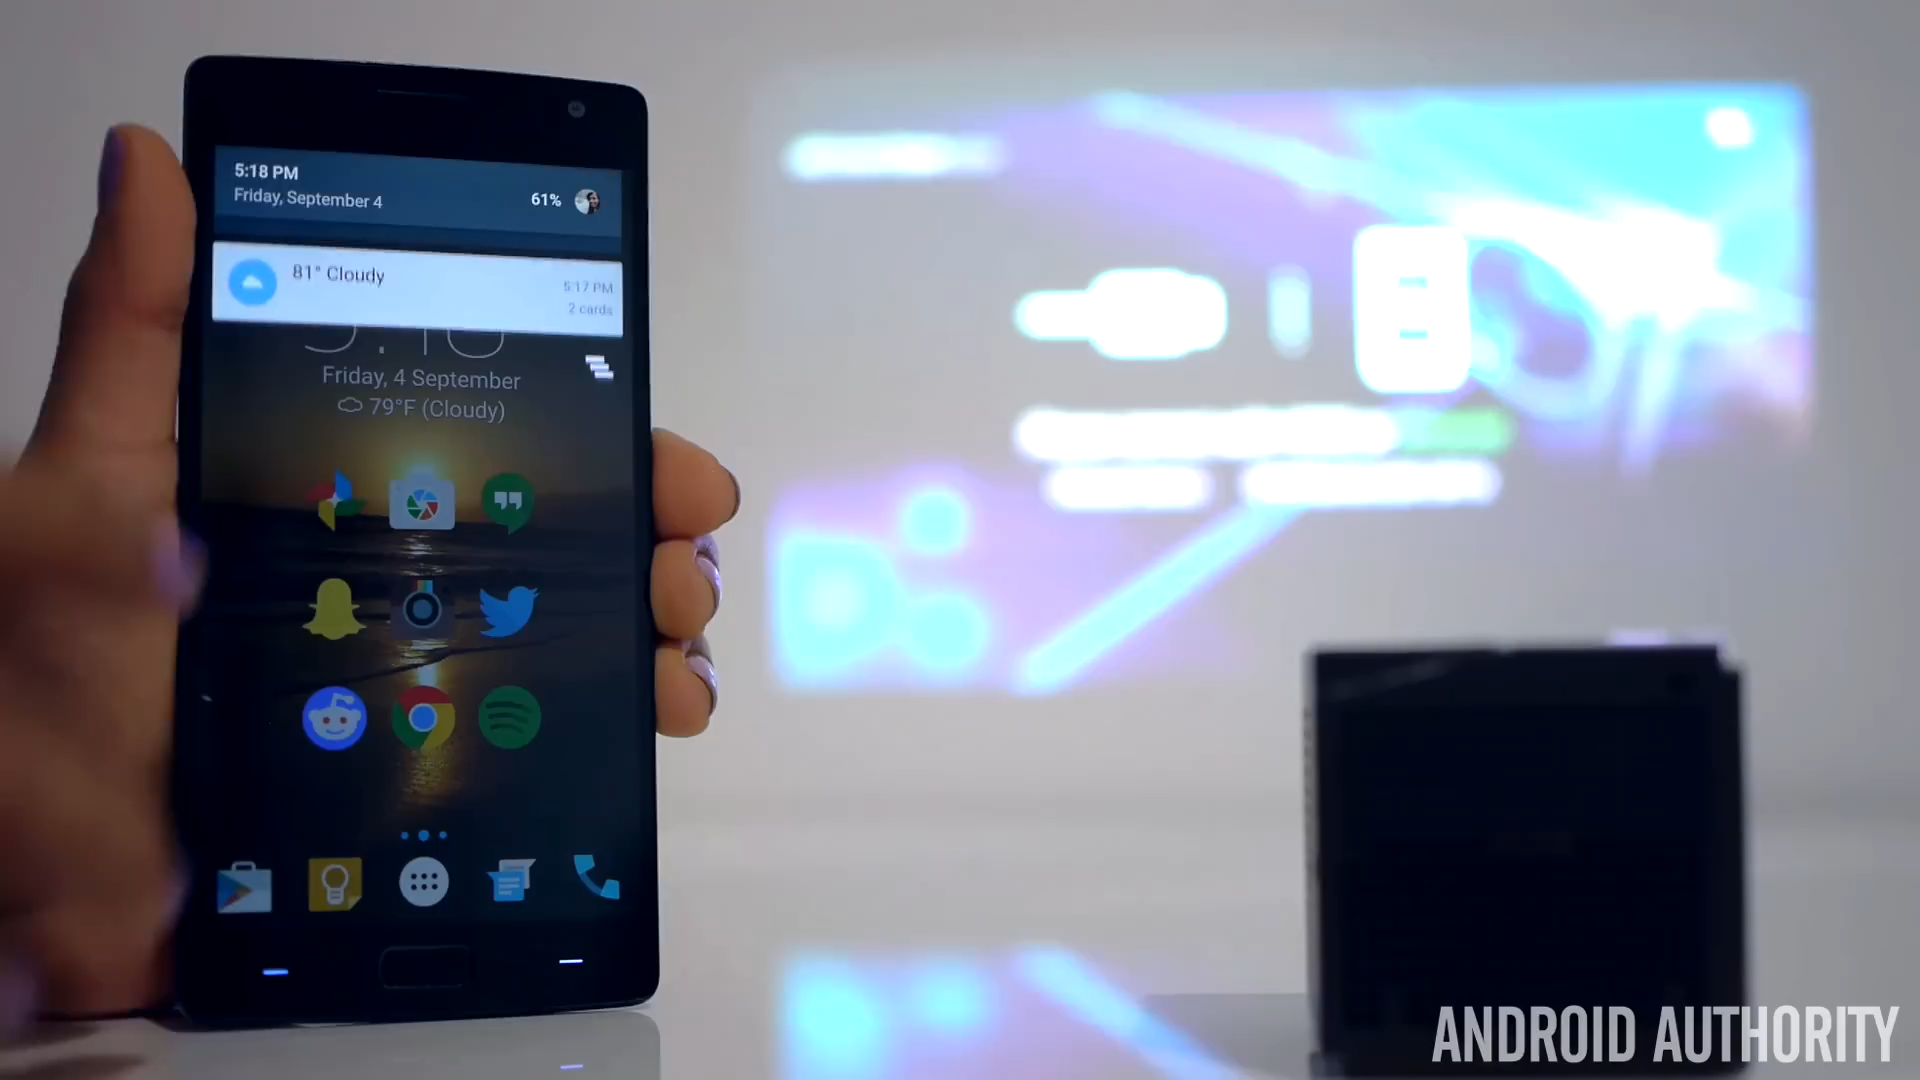 5:18 PM
Friday, September 4
61%
81° Cloudy
5:17 PM
2 cards
Friday, 4 September
79°F (Cloudy)
ANDROID AUTHORITY